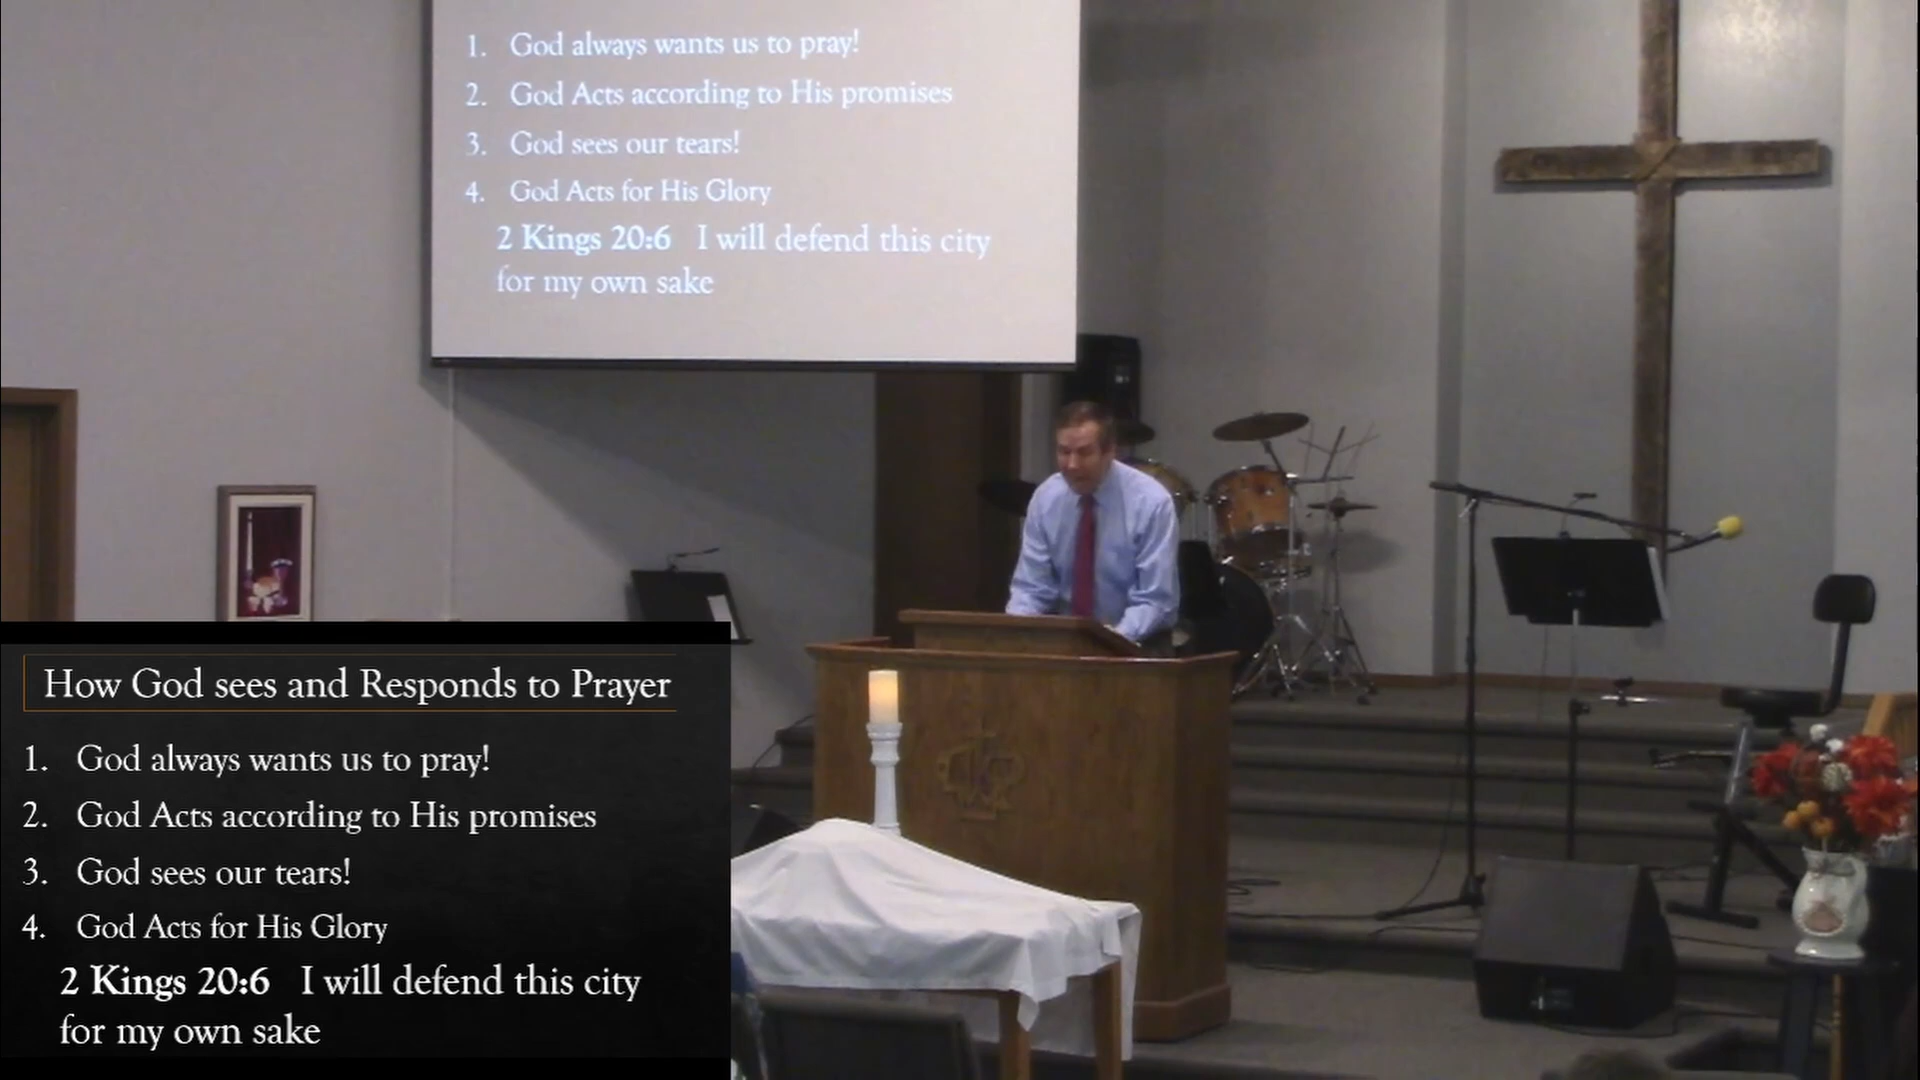 1. God always wants us to pray!
2. God Acts according to His promises
3. God sees our tears!
4. God Acts for His Glory
2 Kings 20:6 I will defend this city
for my own sake
How God sees and Responds to Prayer
1. God always wants us to pray!
2. God Acts according to His promises
3. God sees our tears!
4. God Acts for His Glory
2 Kings 20:6 I will defend this city
for my own sake